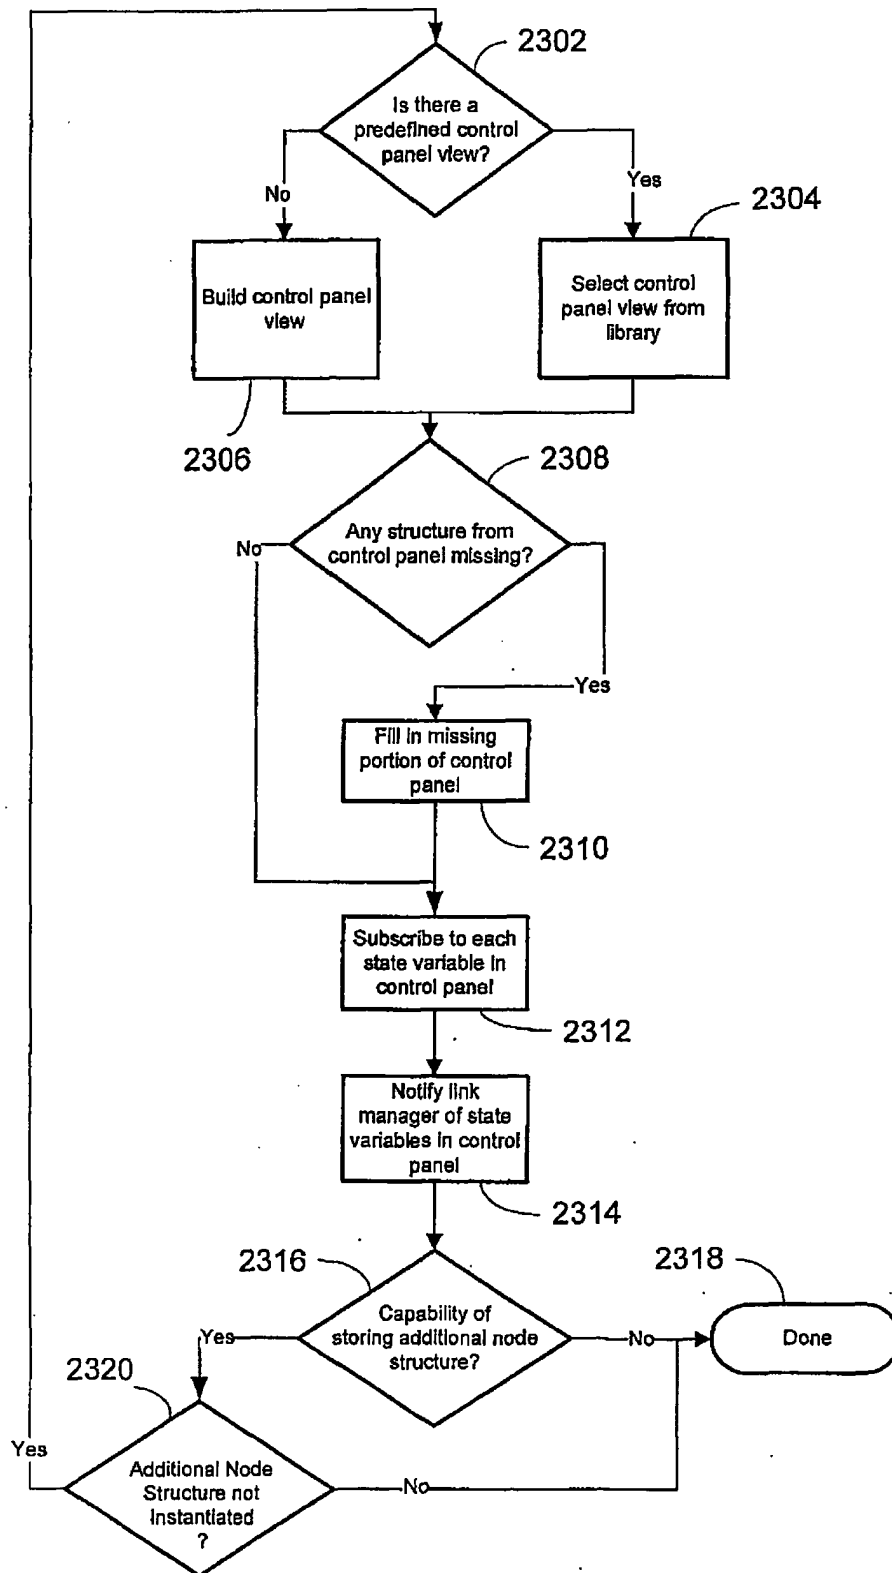 2302
Is there a
predefined control
panel view?
No
Yes
2304
Build control panel
view
Select control
panel view from
library
2306
2308
Any structure from
control panel missing?
No
Yes
Fill in missing
portion of control
panel
2310
Subscribe to each
state variable in
control panel
2312
Notify link
manager of state
variables in control
panel
2314
2316
Capability of
storing additional node
structure?
Yes
No
2318
Done
2320
Additional Node
Structure not
Instantiated
?
Yes
No